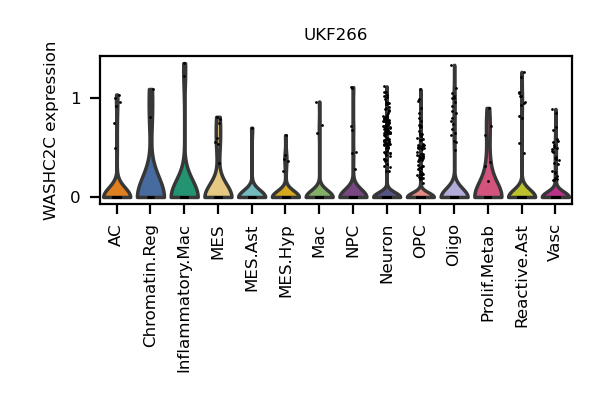 UKF266
WASHC2C expression
1
0
AC
Chromatin.Reg
Inflammatory.Mac
MES
MES.Ast
MES.Hyp
Mac
NPC
Neuron
OPC
Oligo
Prolif.Metab
Reactive.Ast
Vasc